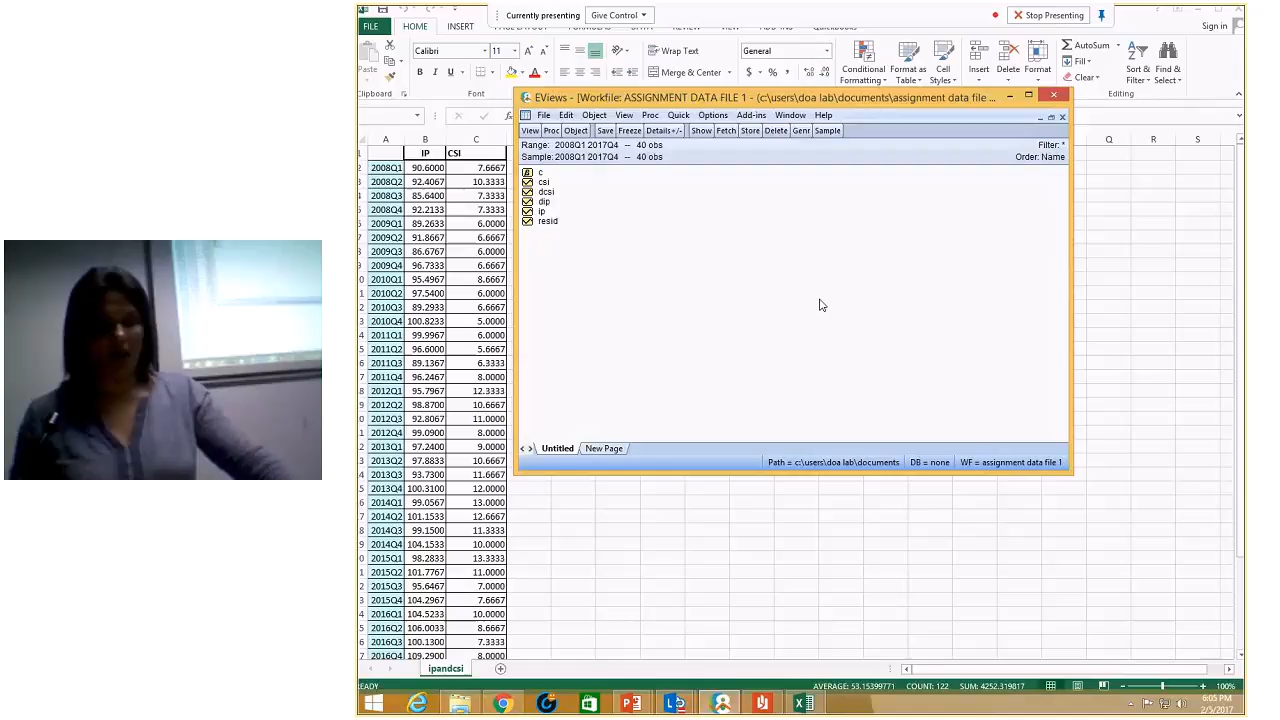 Currently presenting
Give Control
Stop Presenting
FILE
HOME
INSERT
Sign in
Calibri
11
Wrap Text
General
AutoSum
Paste
B I U
Merge & Center
$ % ,
Conditional Formatting
Format as Table
Cell Styles
Insert
Delete
Format
Fill
Clear
Sort & Filter
Find & Select
Clipboard
Font
Editing
EViews - [Workfile: ASSIGNMENT DATA FILE 1 - (c:\users\doa lab\documents\assignment data file ...
File Edit Object View Proc Quick Options Add-ins Window Help
View Proc Object Save Freeze Details+/- Show Fetch Store Delete Genr Sample
Range: 2008Q1 2017Q4 -- 40 obs
Filter: *
Sample: 2008Q1 2017Q4 -- 40 obs
Order: Name
c
csi
dcsi
dip
ip
resid
Untitled
New Page
Path = c:\users\doa lab\documents
DB = none
WF = assignment data file 1
A B C
Q R S
IP CSI
2008Q1 90.6000 7.6667
2008Q2 92.4067 10.3333
2008Q3 85.6400 7.3333
2008Q4 92.2133 7.3333
2009Q1 89.2633 6.0000
2009Q2 91.8667 6.6667
2009Q3 86.6767 6.0000
2009Q4 96.7333 6.6667
2010Q1 95.4967 8.6667
2010Q2 97.5400 6.0000
2010Q3 89.2933 6.6667
2010Q4 100.8233 5.0000
2011Q1 99.9967 6.0000
2011Q2 96.6000 5.6667
2011Q3 89.1367 6.3333
2011Q4 96.2467 8.0000
2012Q1 95.7967 12.3333
2012Q2 98.8700 10.6667
2012Q3 92.8067 11.0000
2012Q4 99.0900 8.0000
2013Q1 97.2400 9.0000
2013Q2 97.8833 10.6667
2013Q3 93.7300 11.6667
2013Q4 100.3100 12.0000
2014Q1 99.0567 13.0000
2014Q2 101.1533 12.6667
2014Q3 99.1500 11.3333
2014Q4 104.1533 10.0000
2015Q1 98.2833 13.3333
2015Q2 101.7767 11.0000
2015Q3 95.6467 7.0000
2015Q4 104.2967 7.6667
2016Q1 104.5233 10.0000
2016Q2 106.0033 8.6667
2016Q3 100.1300 7.3333
2016Q4 109.2900 8.0000
ipandcsi
EADY
AVERAGE: 53.15399771
COUNT: 122
SUM: 4252.319817
100%
6:05 PM
2/5/2017